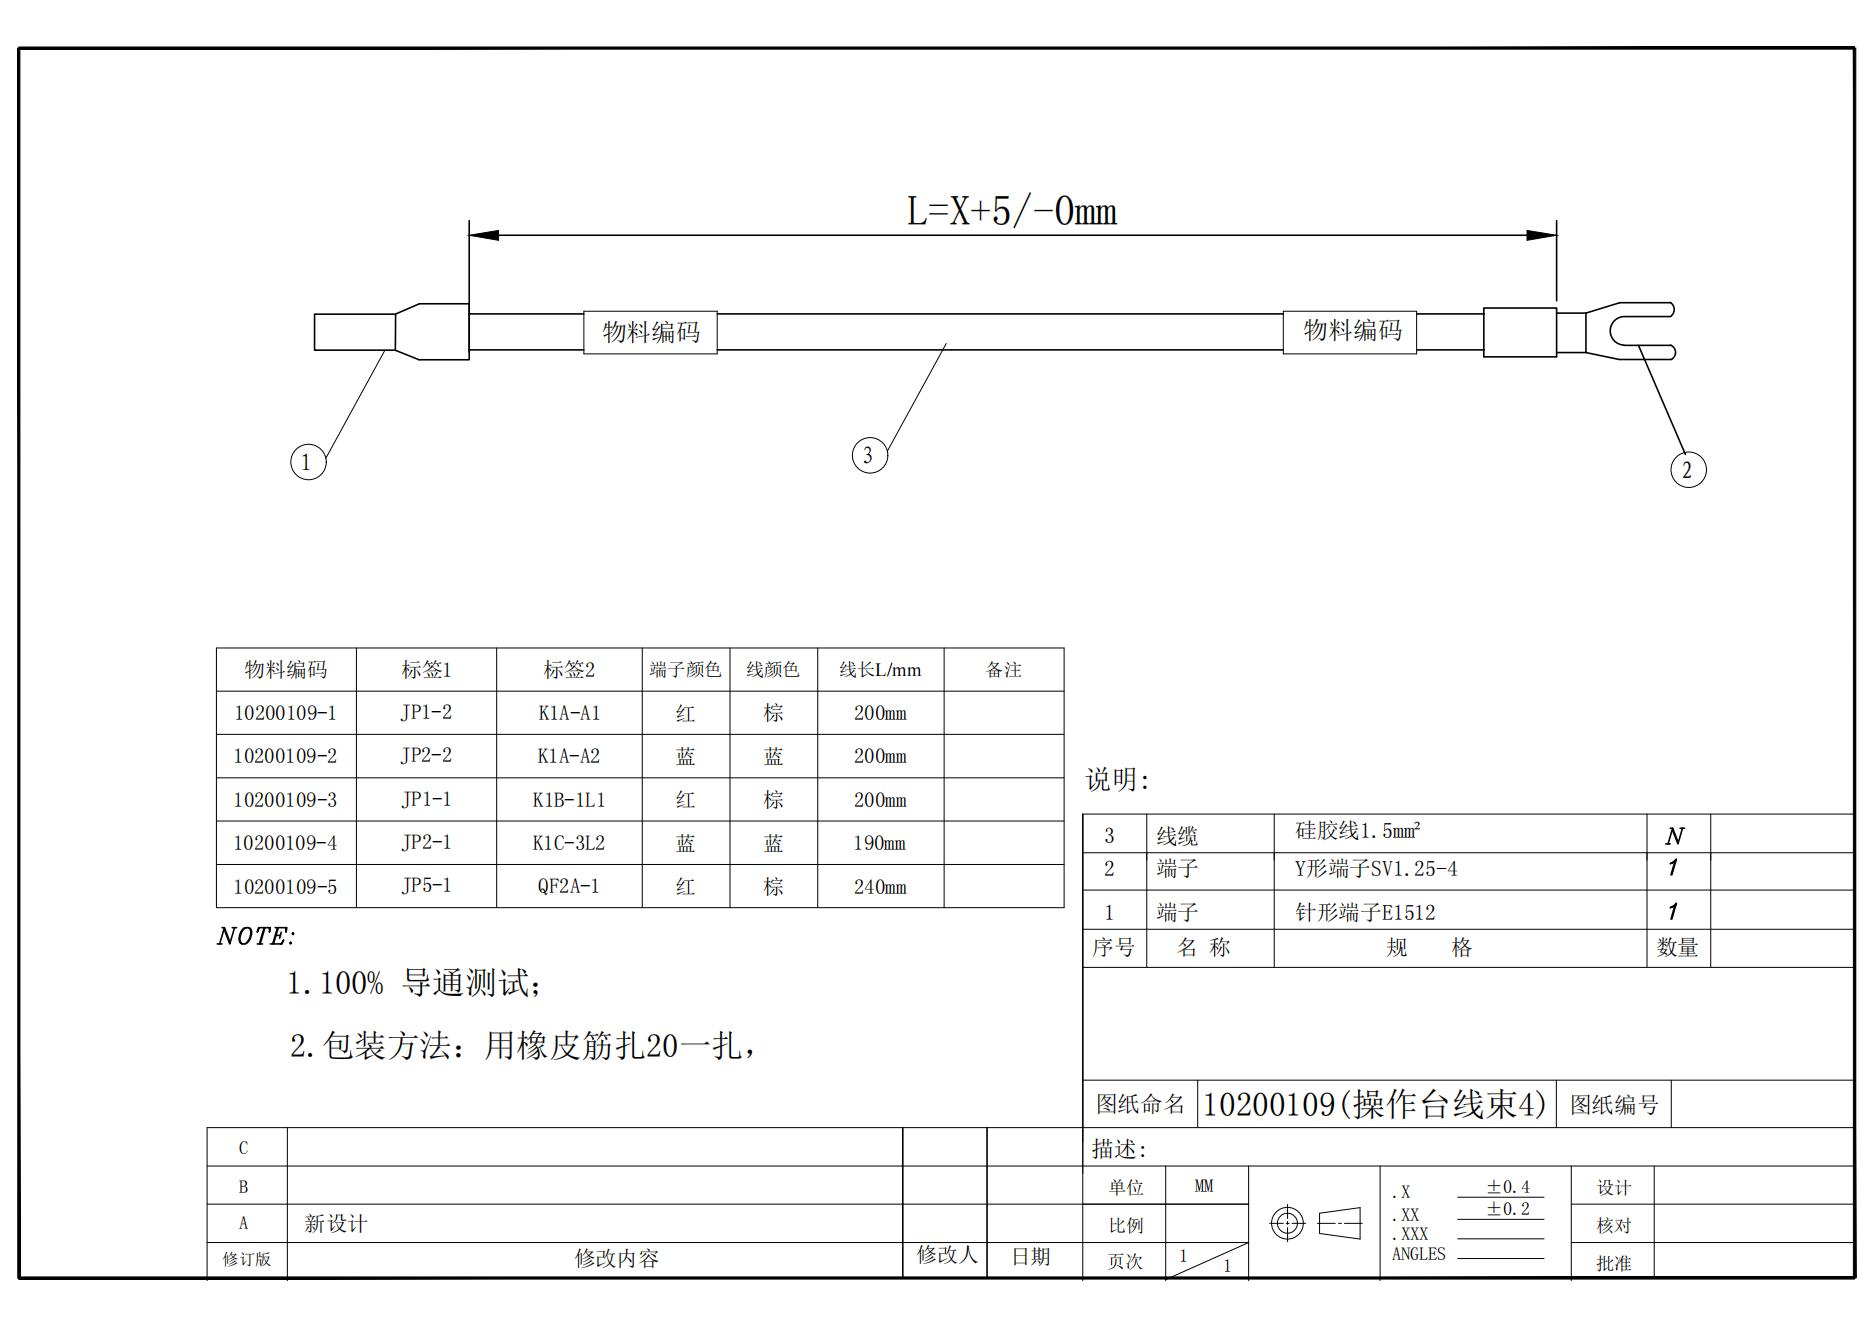 L=X+5/-0mm
物料编码 物料编码
1 3 2
物料编码 标签1 标签2 端子颜色 线颜色 线长L/mm 备注
10200109-1 JP1-2 K1A-A1 红 棕 200mm
10200109-2 JP2-2 K1A-A2 蓝 蓝 200mm
10200109-3 JP1-1 K1B-1L1 红 棕 200mm
10200109-4 JP2-1 K1C-3L2 蓝 蓝 190mm
10200109-5 JP5-1 QF2A-1 红 棕 240mm
NOTE:
1.100% 导通测试;
2.包装方法: 用橡皮筋扎20一扎,
说明:
3 线缆 硅胶线1.5mm² N
2 端子 Y形端子SV1.25-4 1
1 端子 针形端子E1512 1
序号 名 称 规 格 数量
图纸命名 10200109(操作台线束4) 图纸编号
描述:
C
B
A 新设计
修订版 修改内容 修改人 日期
单位 MM
比例
页次 1/1
.X ±0.4
.XX ±0.2
.XXX
ANGLES
设计
核对
批准